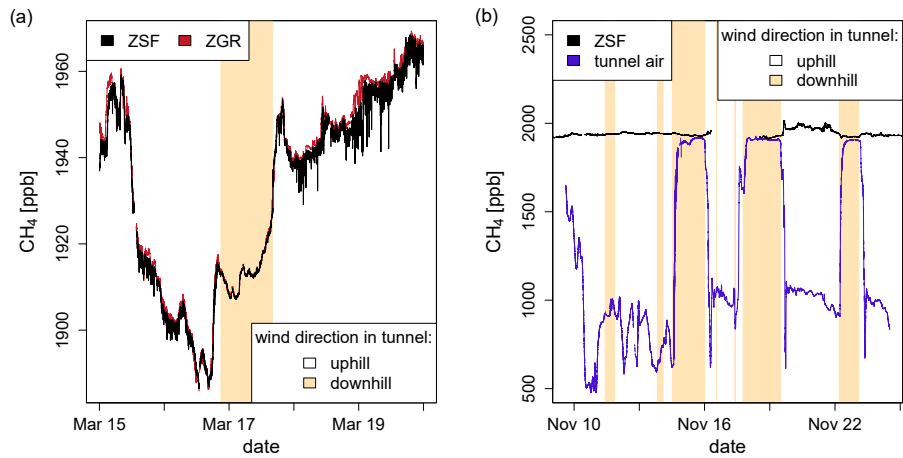 (a)
ZSF ZGR
CH4 [ppb]
1960
1940
1920
1900
wind direction in tunnel:
uphill
downhill
Mar 15 Mar 17 Mar 19
date
(b)
ZSF
tunnel air
wind direction in tunnel:
uphill
downhill
CH4 [ppb]
2500
2000
1500
1000
500
Nov 10 Nov 16 Nov 22
date